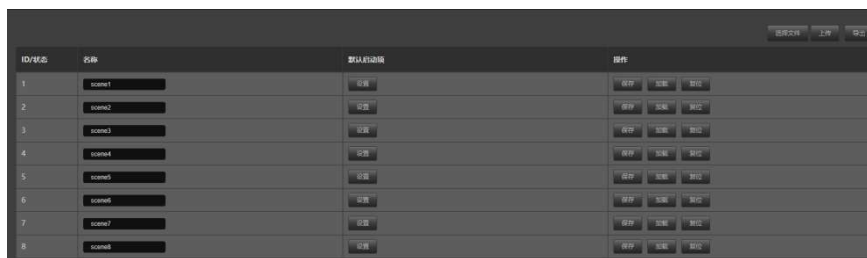 选择文件 上传 导出
ID/状态 名称 默认启动项 操作
1 scene1 设置 保存 加载 复位
2 scene2 设置 保存 加载 复位
3 scene3 设置 保存 加载 复位
4 scene4 设置 保存 加载 复位
5 scene5 设置 保存 加载 复位
6 scene6 设置 保存 加载 复位
7 scene7 设置 保存 加载 复位
8 scene8 设置 保存 加载 复位